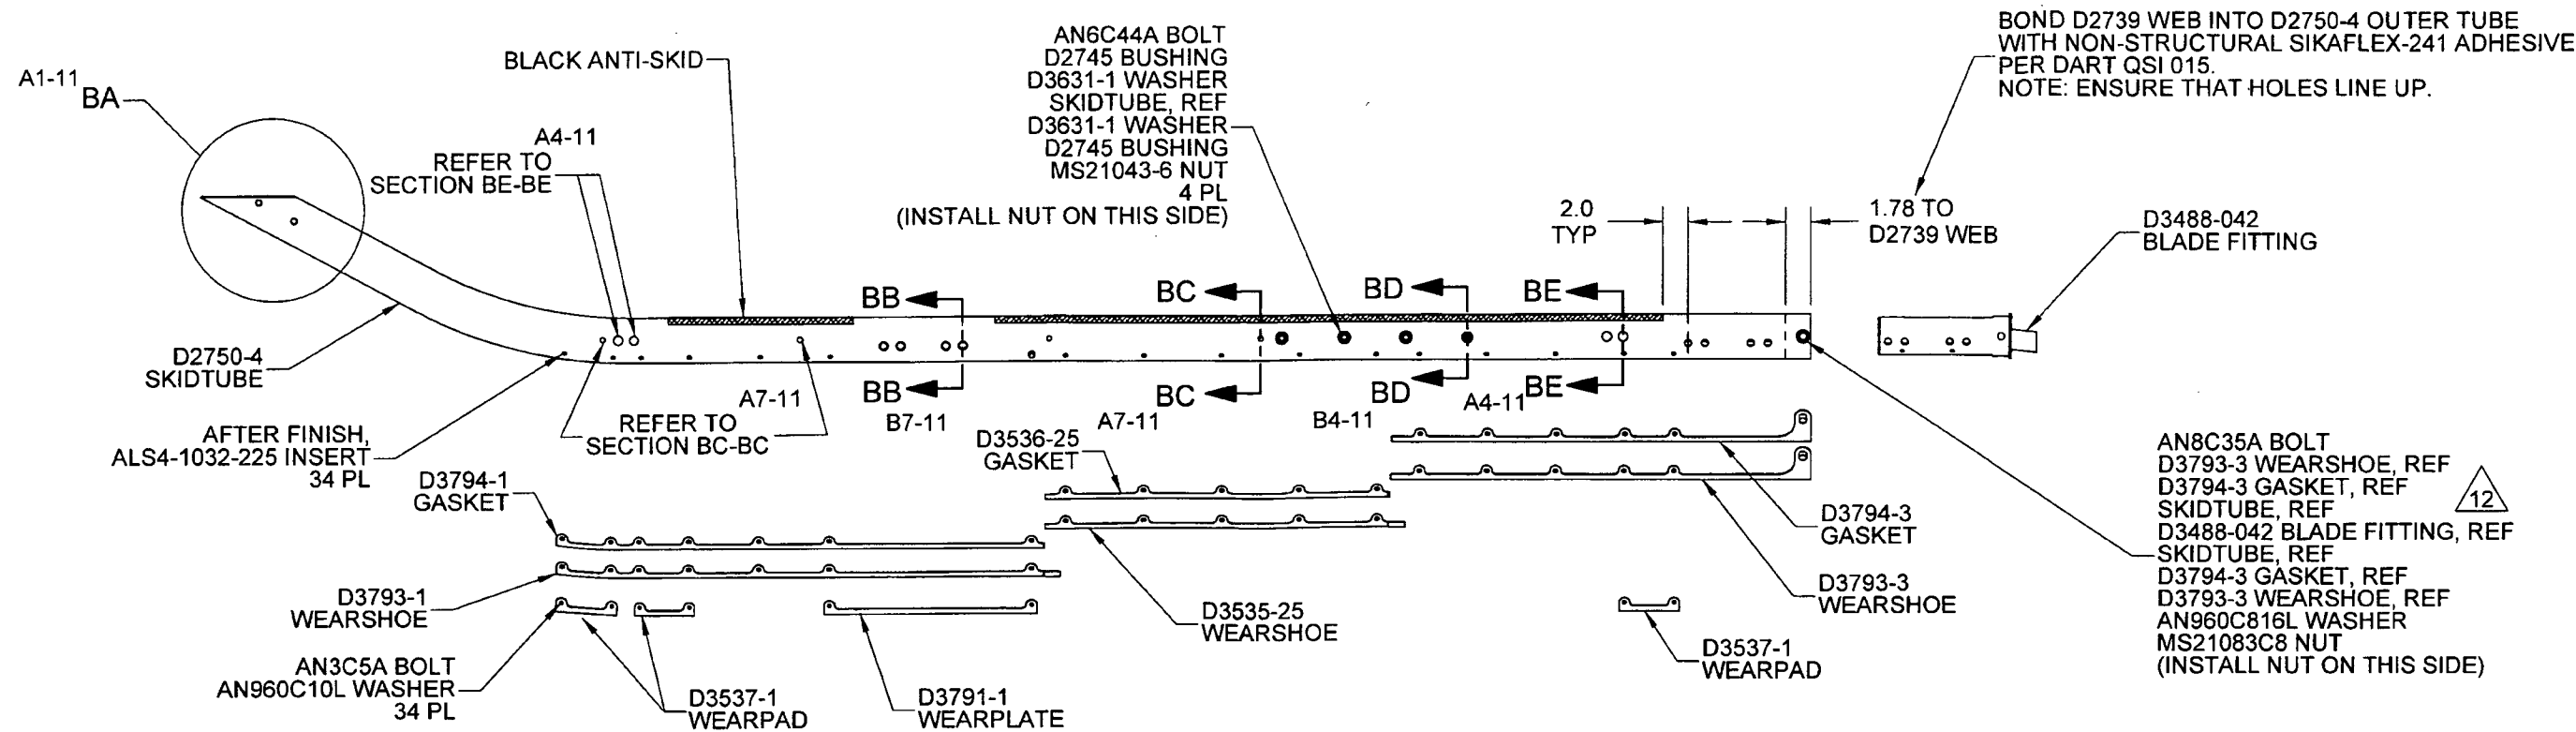 A1-11
BA
BLACK ANTI-SKID
A4-11
REFER TO
SECTION BE-BE
AN6C44A BOLT
D2745 BUSHING
D3631-1 WASHER
SKIDTUBE, REF
D3631-1 WASHER
D2745 BUSHING
MS21043-6 NUT
4 PL
(INSTALL NUT ON THIS SIDE)
BOND D2739 WEB INTO D2750-4 OUTER TUBE
WITH NON-STRUCTURAL SIKAFLEX-241 ADHESIVE
PER DART QSI 015.
NOTE: ENSURE THAT HOLES LINE UP.
2.0
TYP
1.78 TO
D2739 WEB
D3488-042
BLADE FITTING
BB
BC
BD
BE
D2750-4
SKIDTUBE
BB
BC
BD
BE
A7-11
REFER TO
SECTION BC-BC
B7-11
A7-11
B4-11
A4-11
AFTER FINISH,
ALS4-1032-225 INSERT
34 PL
D3794-1
GASKET
D3536-25
GASKET
D3794-3
GASKET
D3793-1
WEARSHOE
D3535-25
WEARSHOE
D3793-3
WEARSHOE
AN3C5A BOLT
AN960C10L WASHER
34 PL
D3537-1
WEARPAD
D3791-1
WEARPLATE
D3537-1
WEARPAD
AN8C35A BOLT
D3793-3 WEARSHOE, REF
D3794-3 GASKET, REF
SKIDTUBE, REF
D3488-042 BLADE FITTING, REF
SKIDTUBE, REF
D3794-3 GASKET, REF
D3793-3 WEARSHOE, REF
AN960C816L WASHER
MS21083C8 NUT
(INSTALL NUT ON THIS SIDE)
12